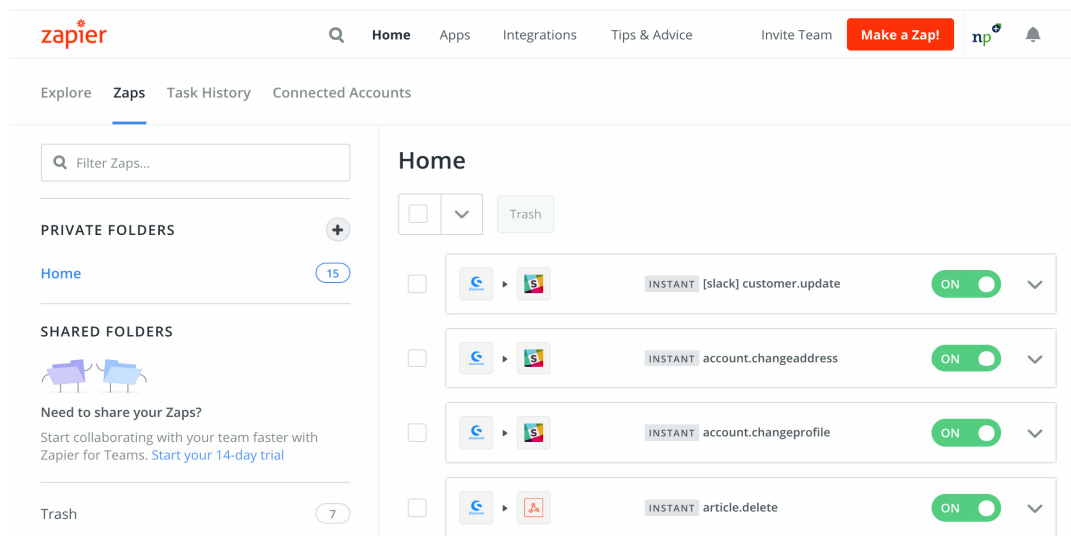 zapier Home Apps Integrations Tips & Advice Invite Team Make a Zap! np
Explore Zaps Task History Connected Accounts
Filter Zaps...
PRIVATE FOLDERS
Home 15
SHARED FOLDERS
Need to share your Zaps?
Start collaborating with your team faster with
Zapier for Teams. Start your 14-day trial
Trash 7
Home
Trash
INSTANT [slack] customer.update ON
INSTANT account.changeaddress ON
INSTANT account.changeprofile ON
INSTANT article.delete ON